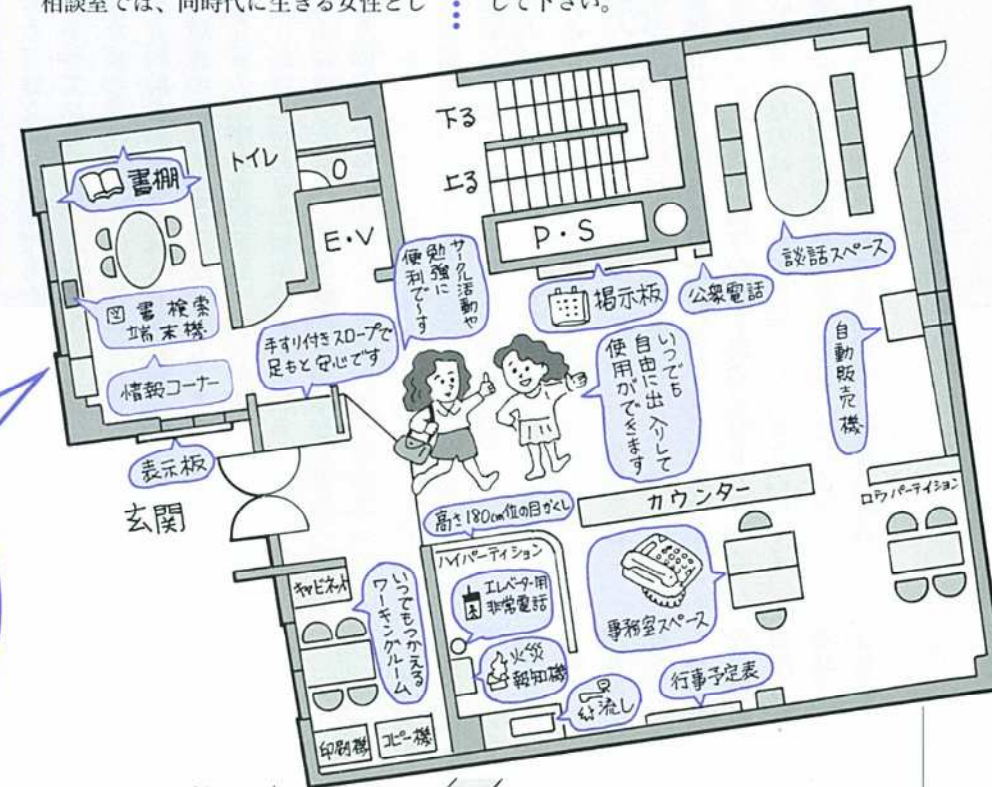 相談室では、同時代に生きる女性とし
して下さい。
下る
上る
トイレ
書棚
E・V
P・S
談話スペース
サークル活動や
勉強に
便利で〜す
掲示板
公衆電話
図書検索
端末機
手すり付きスロープで
足もと安心です
情報コーナー
いつでも
自由に出入りして
使用ができます
自動販売機
表示板
玄関
カウンター
ロウパーテイション
高さ180cm位の目かくし
ハイパーティション
キャビネット
いつでもつかえる
ワーキングルーム
エレベーター用
非常電話
事務室スペース
火災
報知機
行事予定表
流し
印刷機
コピー機